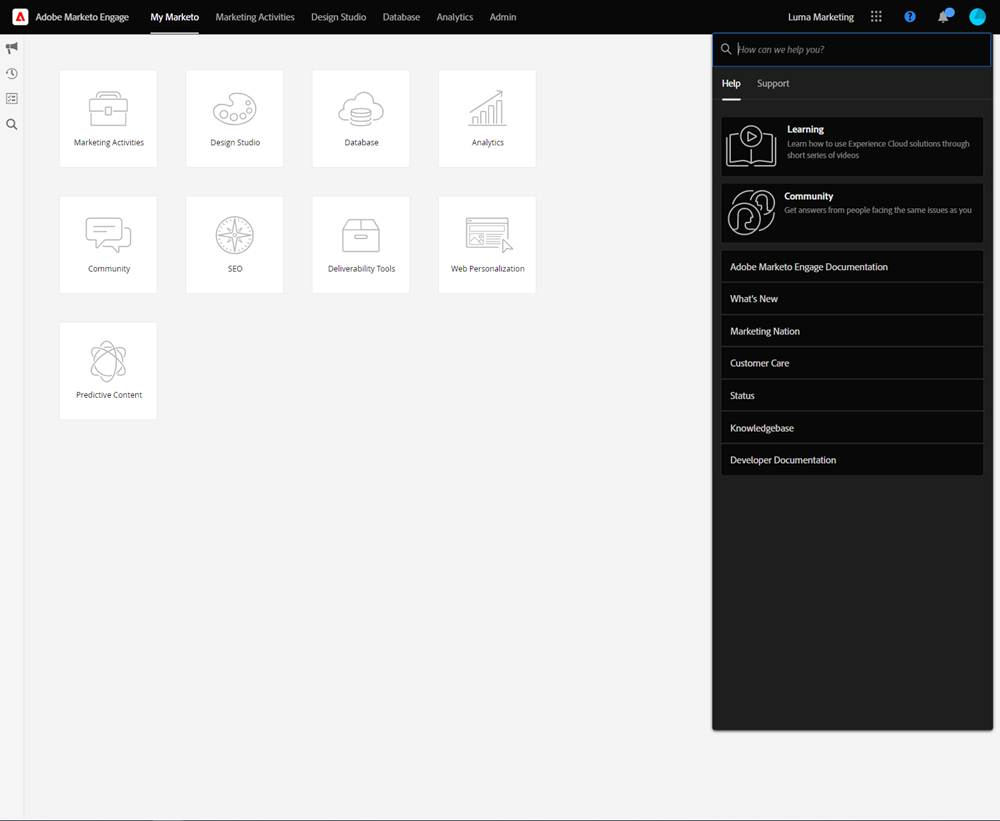 Adobe Marketo Engage
My Marketo
Marketing Activities
Design Studio
Database
Analytics
Admin
Luma Marketing
?
How can we help you?
Help
Support
Learning
Learn how to use Experience Cloud solutions through
short series of videos
Community
Get answers from people facing the same issues as you
Adobe Marketo Engage Documentation
What's New
Marketing Nation
Customer Care
Status
Knowledgebase
Developer Documentation
Marketing Activities
Design Studio
Database
Analytics
Community
SEO
Deliverability Tools
Web Personalization
Predictive Content